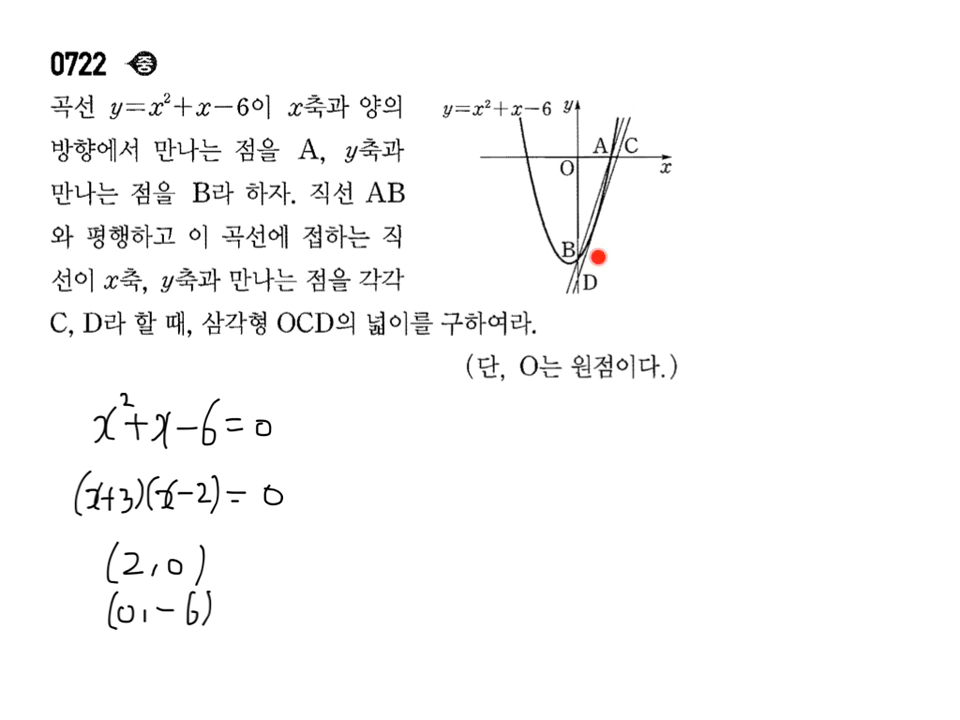 0722 중
곡선 y=x²+x−6이 x축과 양의
방향에서 만나는 점을 A, y축과
만나는 점을 B라 하자. 직선 AB
와 평행하고 이 곡선에 접하는 직
선이 x축, y축과 만나는 점을 각각
C, D라 할 때, 삼각형 OCD의 넓이를 구하여라.
(단, O는 원점이다.)
y=x²+x−6 y
A C
O x
B
D
x²+x−6=0
(x+3)(x−2)=0
(2,0)
(0,−6)